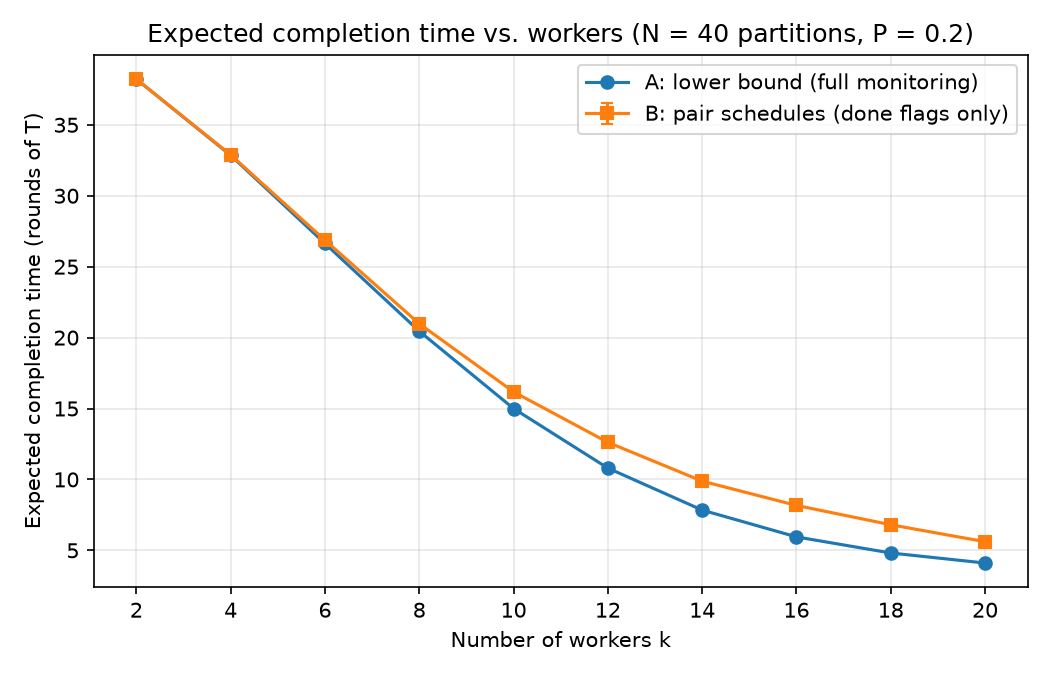 Expected completion time vs. workers (N = 40 partitions, P = 0.2)
A: lower bound (full monitoring)
B: pair schedules (done flags only)
Expected completion time (rounds of T)
35
30
25
20
15
10
5
2 4 6 8 10 12 14 16 18 20
Number of workers k